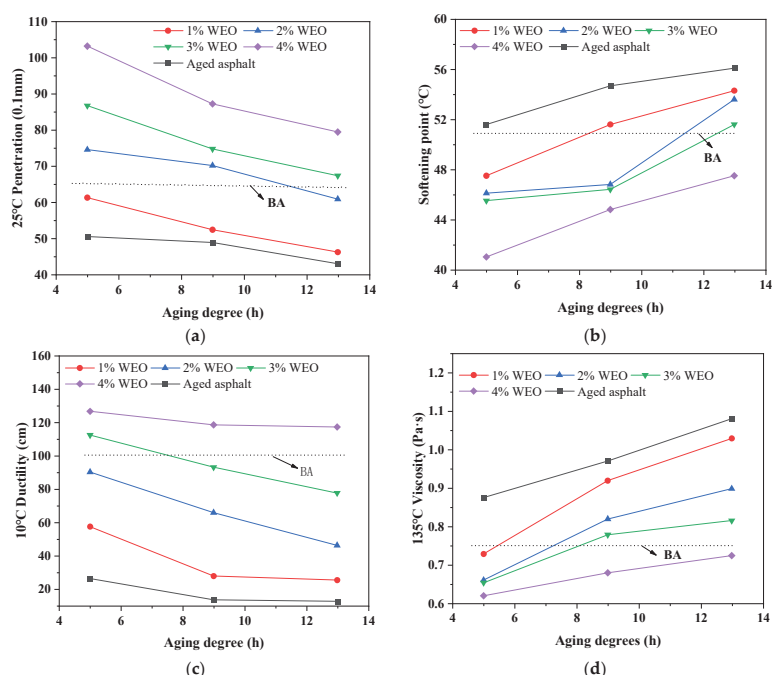 (a)
110
1% WEO 2% WEO
100
3% WEO 4% WEO
90
Aged asphalt
80
70
60
50
40
BA
25°C Penetration (0.1mm)
4 6 8 10 12 14
Aging degree (h)
(a)
60
1% WEO 2% WEO 3% WEO
4% WEO Aged asphalt
56
52
48
44
40
BA
Softening point (°C)
4 6 8 10 12 14
Aging degrees (h)
(b)
160
1% WEO 2% WEO 3% WEO
140
4% WEO Aged asphalt
120
100
80
60
40
20
BA
10°C Ductility (cm)
4 6 8 10 12 14
Aging degree (h)
(c)
1.2
1% WEO 2% WEO 3% WEO
4% WEO Aged asphalt
1.1
1.0
0.9
0.8
0.7
0.6
BA
135°C Viscosity (Pa·s)
4 6 8 10 12 14
Aging degrees (h)
(d)